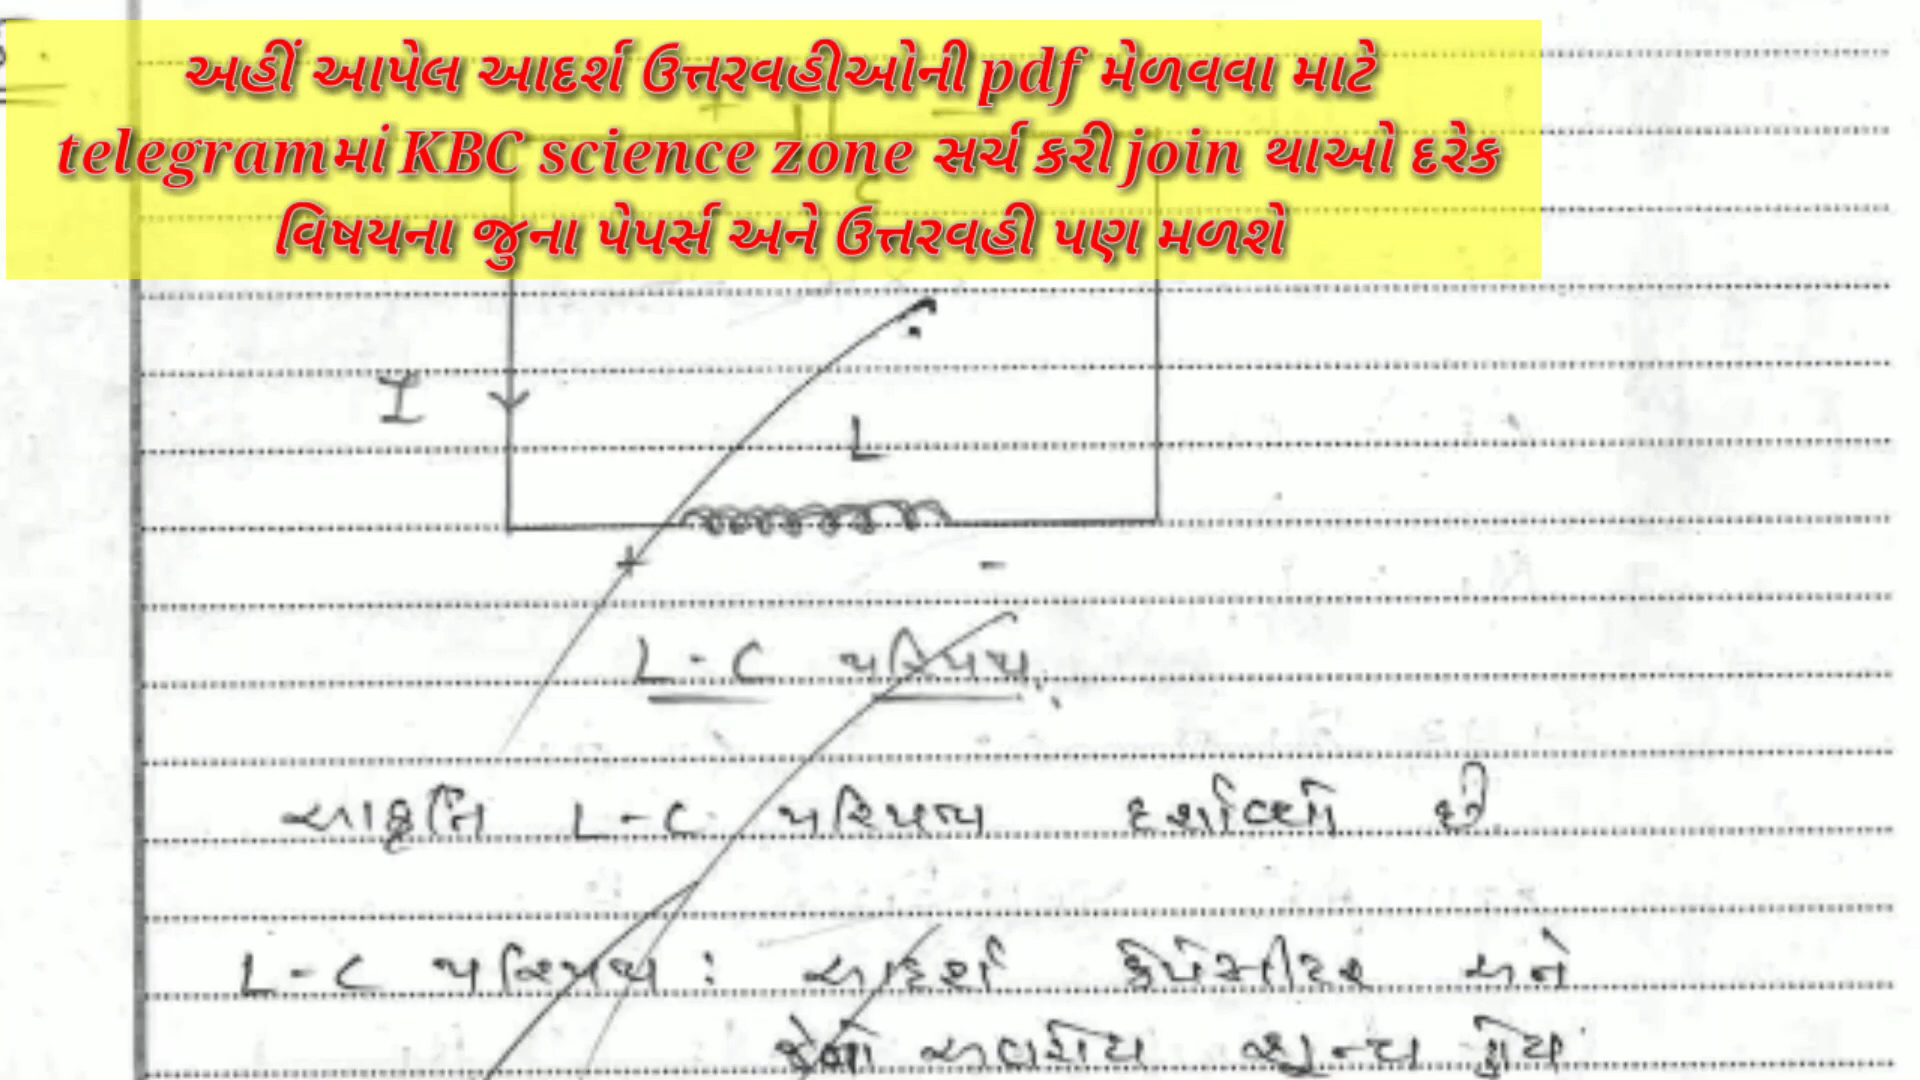 અહીં આપેલ આદર્શ ઉત્તરવહીઓની pdf મેળવવા માટે
telegramમાં KBC science zone સર્ચ કરી join થાઓ દરેક
વિષયના જુના પેપર્સ અને ઉત્તરવહી પણ મળશે
+ -
C
I
L
+ -
L-C પરિપથ.
આકૃતિ L-C પરિપથ દર્શાવ્યો છે
L-C પરિપથ : આદર્શ કેપેસીટર અને
જેનો અવરોધ શુન્ય હોય